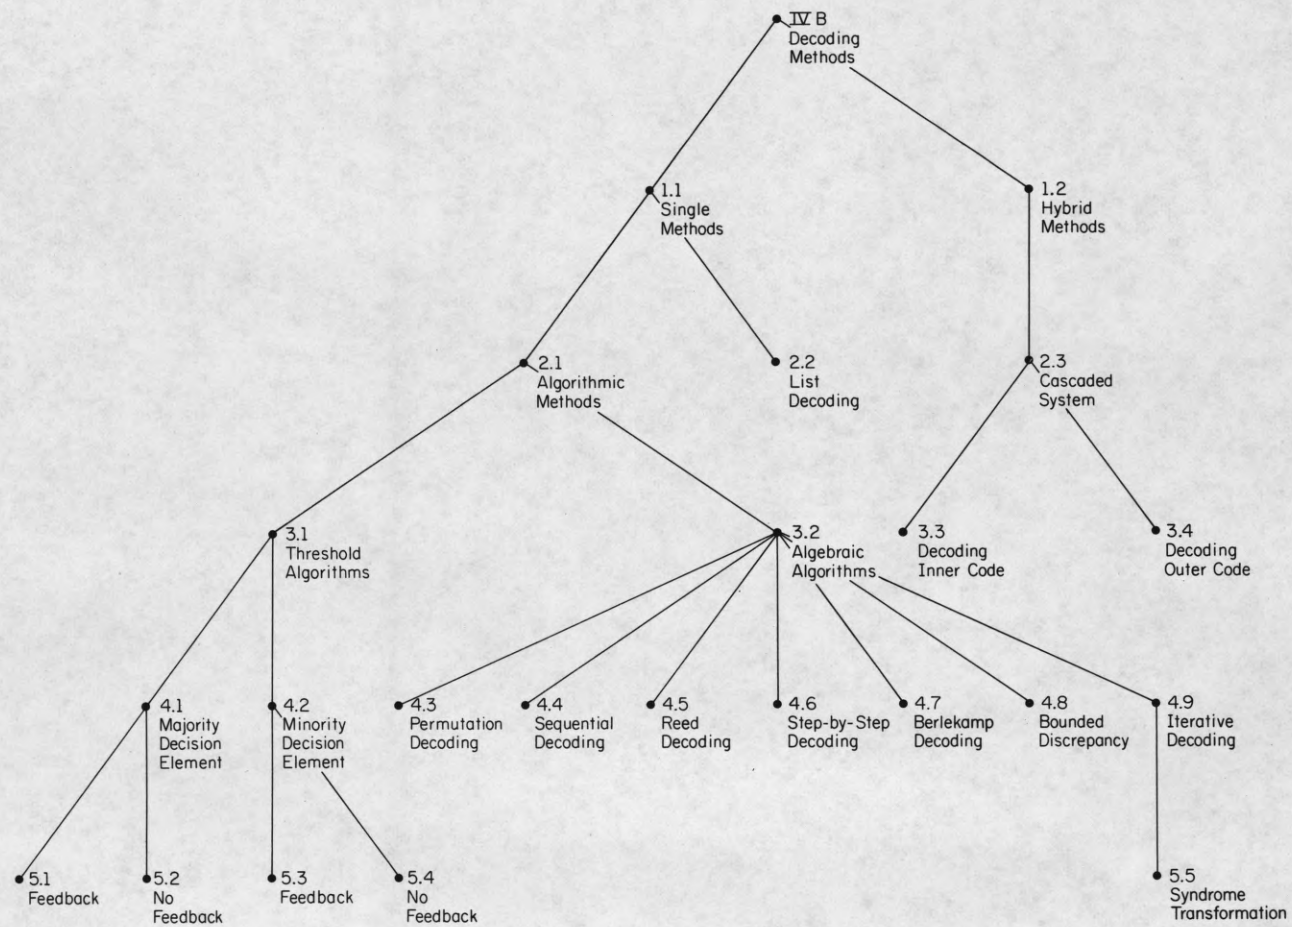 IV B
Decoding
Methods
1.1
Single
Methods
1.2
Hybrid
Methods
2.1
Algorithmic
Methods
2.2
List
Decoding
2.3
Cascaded
System
3.1
Threshold
Algorithms
3.2
Algebraic
Algorithms
3.3
Decoding
Inner Code
3.4
Decoding
Outer Code
4.1
Majority
Decision
Element
4.2
Minority
Decision
Element
4.3
Permutation
Decoding
4.4
Sequential
Decoding
4.5
Reed
Decoding
4.6
Step-by-Step
Decoding
4.7
Berlekamp
Decoding
4.8
Bounded
Discrepancy
4.9
Iterative
Decoding
5.1
Feedback
5.2
No
Feedback
5.3
Feedback
5.4
No
Feedback
5.5
Syndrome
Transformation